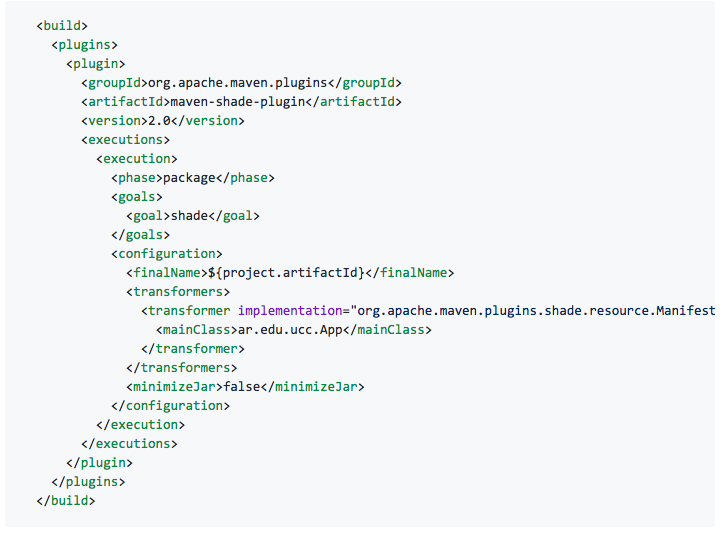 <build>
<plugins>
<plugin>
<groupId>org.apache.maven.plugins</groupId>
<artifactId>maven-shade-plugin</artifactId>
<version>2.0</version>
<executions>
<execution>
<phase>package</phase>
<goals>
<goal>shade</goal>
</goals>
<configuration>
<finalName>${project.artifactId}</finalName>
<transformers>
<transformer implementation="org.apache.maven.plugins.shade.resource.Manifest
<mainClass>ar.edu.ucc.App</mainClass>
</transformer>
</transformers>
<minimizeJar>false</minimizeJar>
</configuration>
</execution>
</executions>
</plugin>
</plugins>
</build>